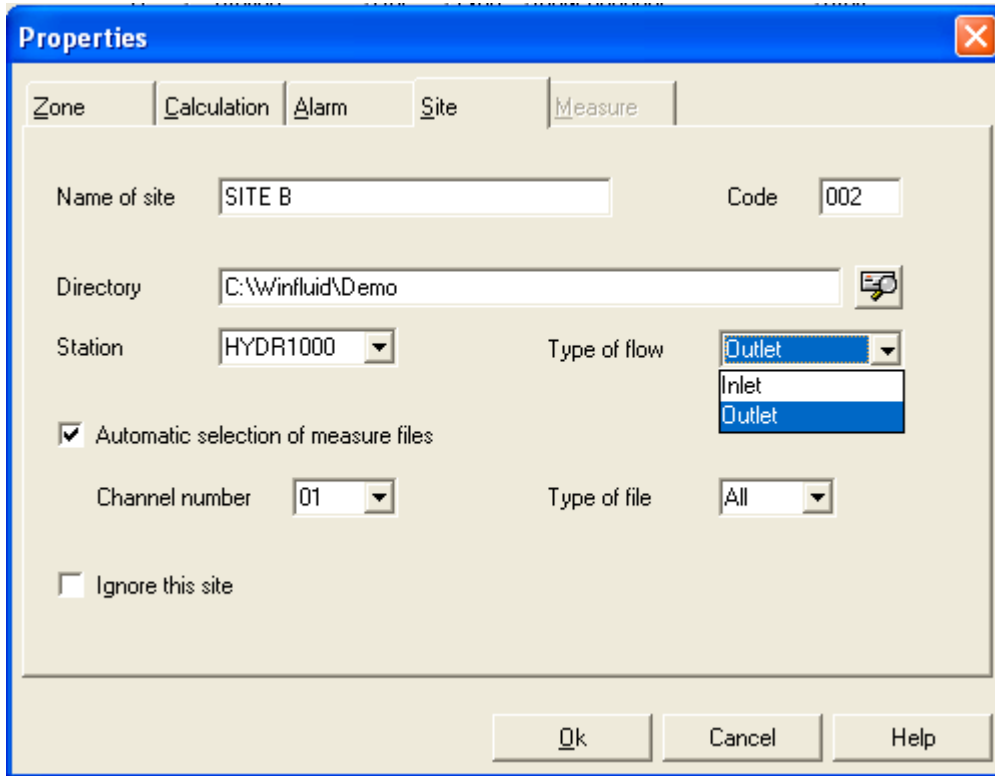 Properties
Zone Calculation Alarm Site Measure
Name of site SITE B Code 002
Directory C:\Winfluid\Demo
Station HYDR1000 Type of flow Outlet
Inlet
Outlet
Automatic selection of measure files
Channel number 01 Type of file All
Ignore this site
Ok Cancel Help